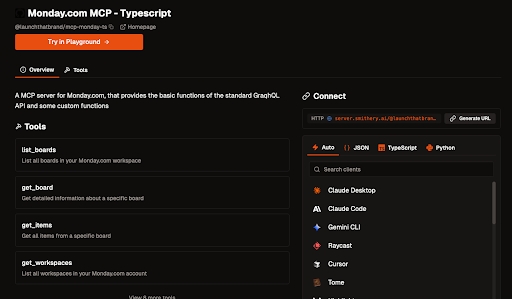 Monday.com MCP - Typescript
@launchthatbrand/mcp-monday-ts
Homepage
Try in Playground →
Overview
Tools
A MCP server for Monday.com, that provides the basic functions of the standard GraphQL
API and some custom functions
Tools
list_boards
List all boards in your Monday.com workspace
get_board
Get detailed information about a specific board
get_items
Get all items from a specific board
get_workspaces
List all workspaces in your Monday.com account
View 8 more tools
Connect
HTTP
server.smithery.ai/@launchthatbran…
Generate URL
Auto
{ } JSON
TypeScript
Python
Search clients
Claude Desktop
Claude Code
Gemini CLI
Raycast
Cursor
Tome